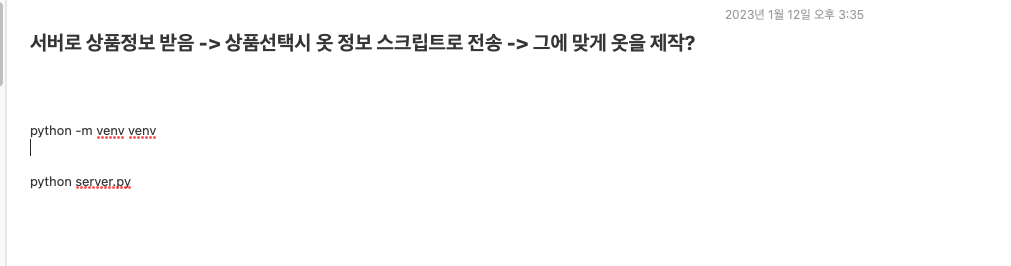 2023년 1월 12일 오후 3:35
서버로 상품정보 받음 -> 상품선택시 옷 정보 스크립트로 전송 -> 그에 맞게 옷을 제작?
python -m venv venv
python server.py